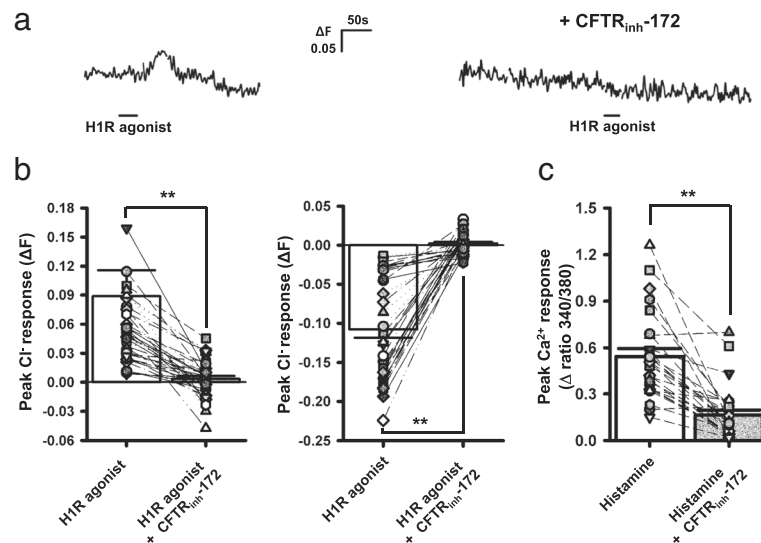 a
ΔF
0.05
50s
+ CFTRinh-172
H1R agonist
H1R agonist
b
**
Peak Cl- response (ΔF)
0.18
0.15
0.12
0.09
0.06
0.03
0.00
-0.03
-0.06
H1R agonist
H1R agonist
+ CFTRinh-172
Peak Cl- response (ΔF)
0.05
0.00
-0.05
-0.10
-0.15
-0.20
-0.25
**
H1R agonist
H1R agonist
+ CFTRinh-172
c
**
Peak Ca2+ response
(Δ ratio 340/380)
1.5
1.2
0.9
0.6
0.3
0.0
Histamine
Histamine
+ CFTRinh-172